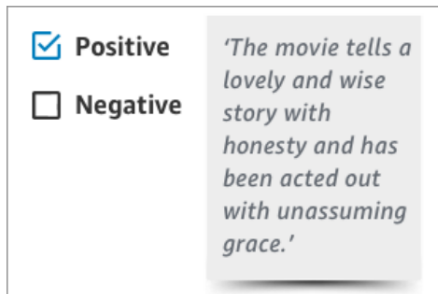 Positive
Negative
‘The movie tells a
lovely and wise
story with
honesty and has
been acted out
with unassuming
grace.’